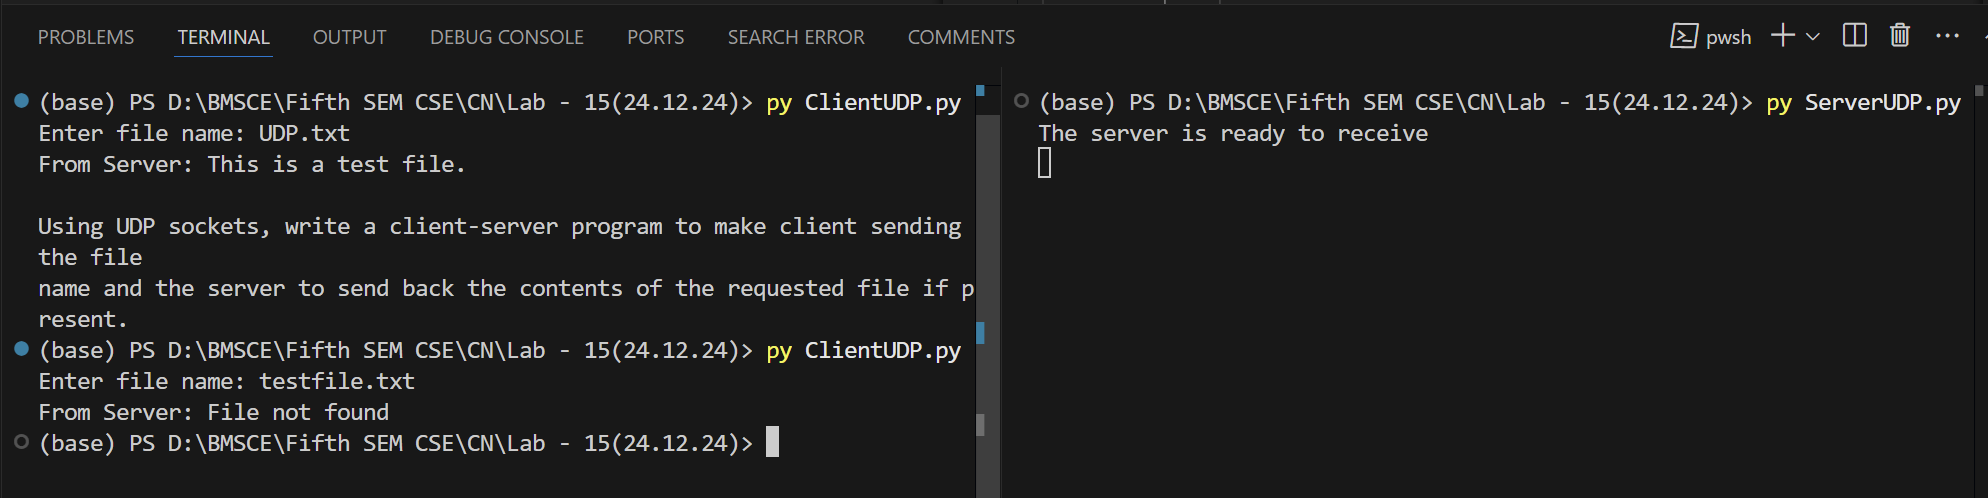 PROBLEMS TERMINAL OUTPUT DEBUG CONSOLE PORTS SEARCH ERROR COMMENTS pwsh
(base) PS D:\BMSCE\Fifth SEM CSE\CN\Lab - 15(24.12.24)> py ClientUDP.py
Enter file name: UDP.txt
From Server: This is a test file.
Using UDP sockets, write a client-server program to make client sending
the file
name and the server to send back the contents of the requested file if p
resent.
(base) PS D:\BMSCE\Fifth SEM CSE\CN\Lab - 15(24.12.24)> py ClientUDP.py
Enter file name: testfile.txt
From Server: File not found
(base) PS D:\BMSCE\Fifth SEM CSE\CN\Lab - 15(24.12.24)>
(base) PS D:\BMSCE\Fifth SEM CSE\CN\Lab - 15(24.12.24)> py ServerUDP.py
The server is ready to receive